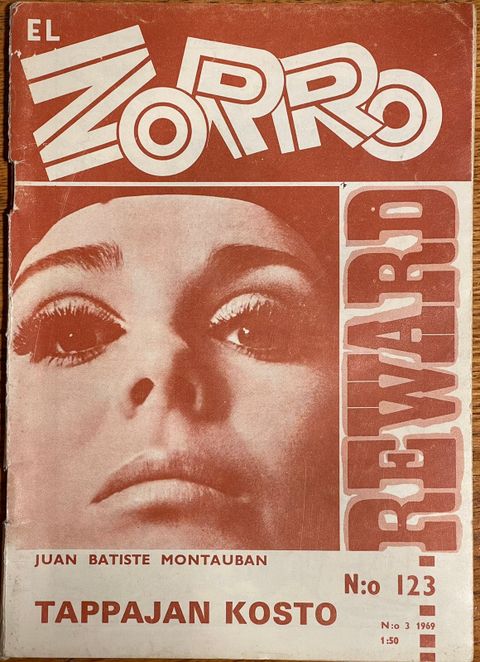 EL
ZORRO
REWARD
JUAN BATISTE MONTAUBAN
N:o 123
TAPPAJAN KOSTO
N:o 3 1969
1:50